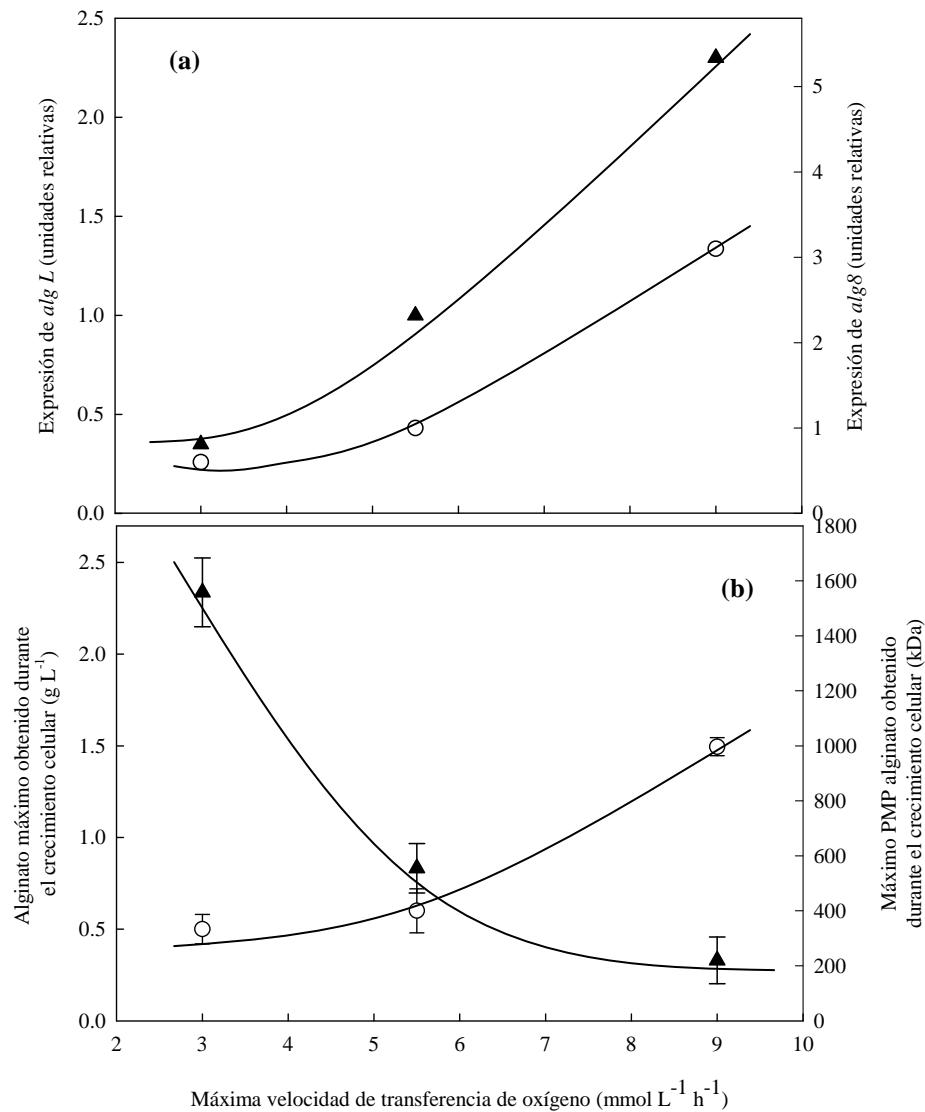 (a)
Expresión de alg L (unidades relativas)
2.5
2.0
1.5
1.0
0.5
0.0
5
4
3
2
1
0
Expresión de alg8 (unidades relativas)
(b)
Alginato máximo obtenido durante
el crecimiento celular (g L-1)
2.5
2.0
1.5
1.0
0.5
0.0
1800
1600
1400
1200
1000
800
600
400
200
0
Máximo PMP alginato obtenido
durante el crecimiento celular (kDa)
2 3 4 5 6 7 8 9 10
Máxima velocidad de transferencia de oxígeno (mmol L-1 h-1)